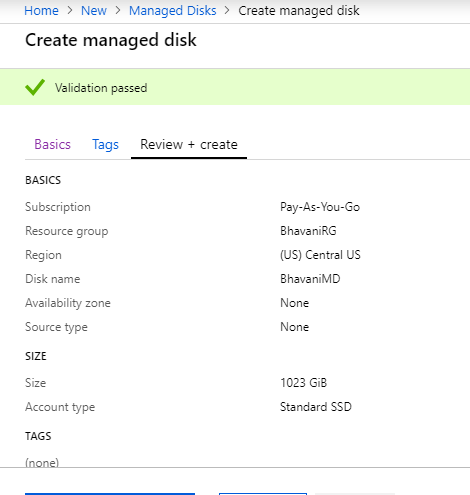 Home > New > Managed Disks > Create managed disk
Create managed disk
Validation passed
Basics Tags Review + create
BASICS
Subscription Pay-As-You-Go
Resource group BhavaniRG
Region (US) Central US
Disk name BhavaniMD
Availability zone None
Source type None
SIZE
Size 1023 GiB
Account type Standard SSD
TAGS
(none)